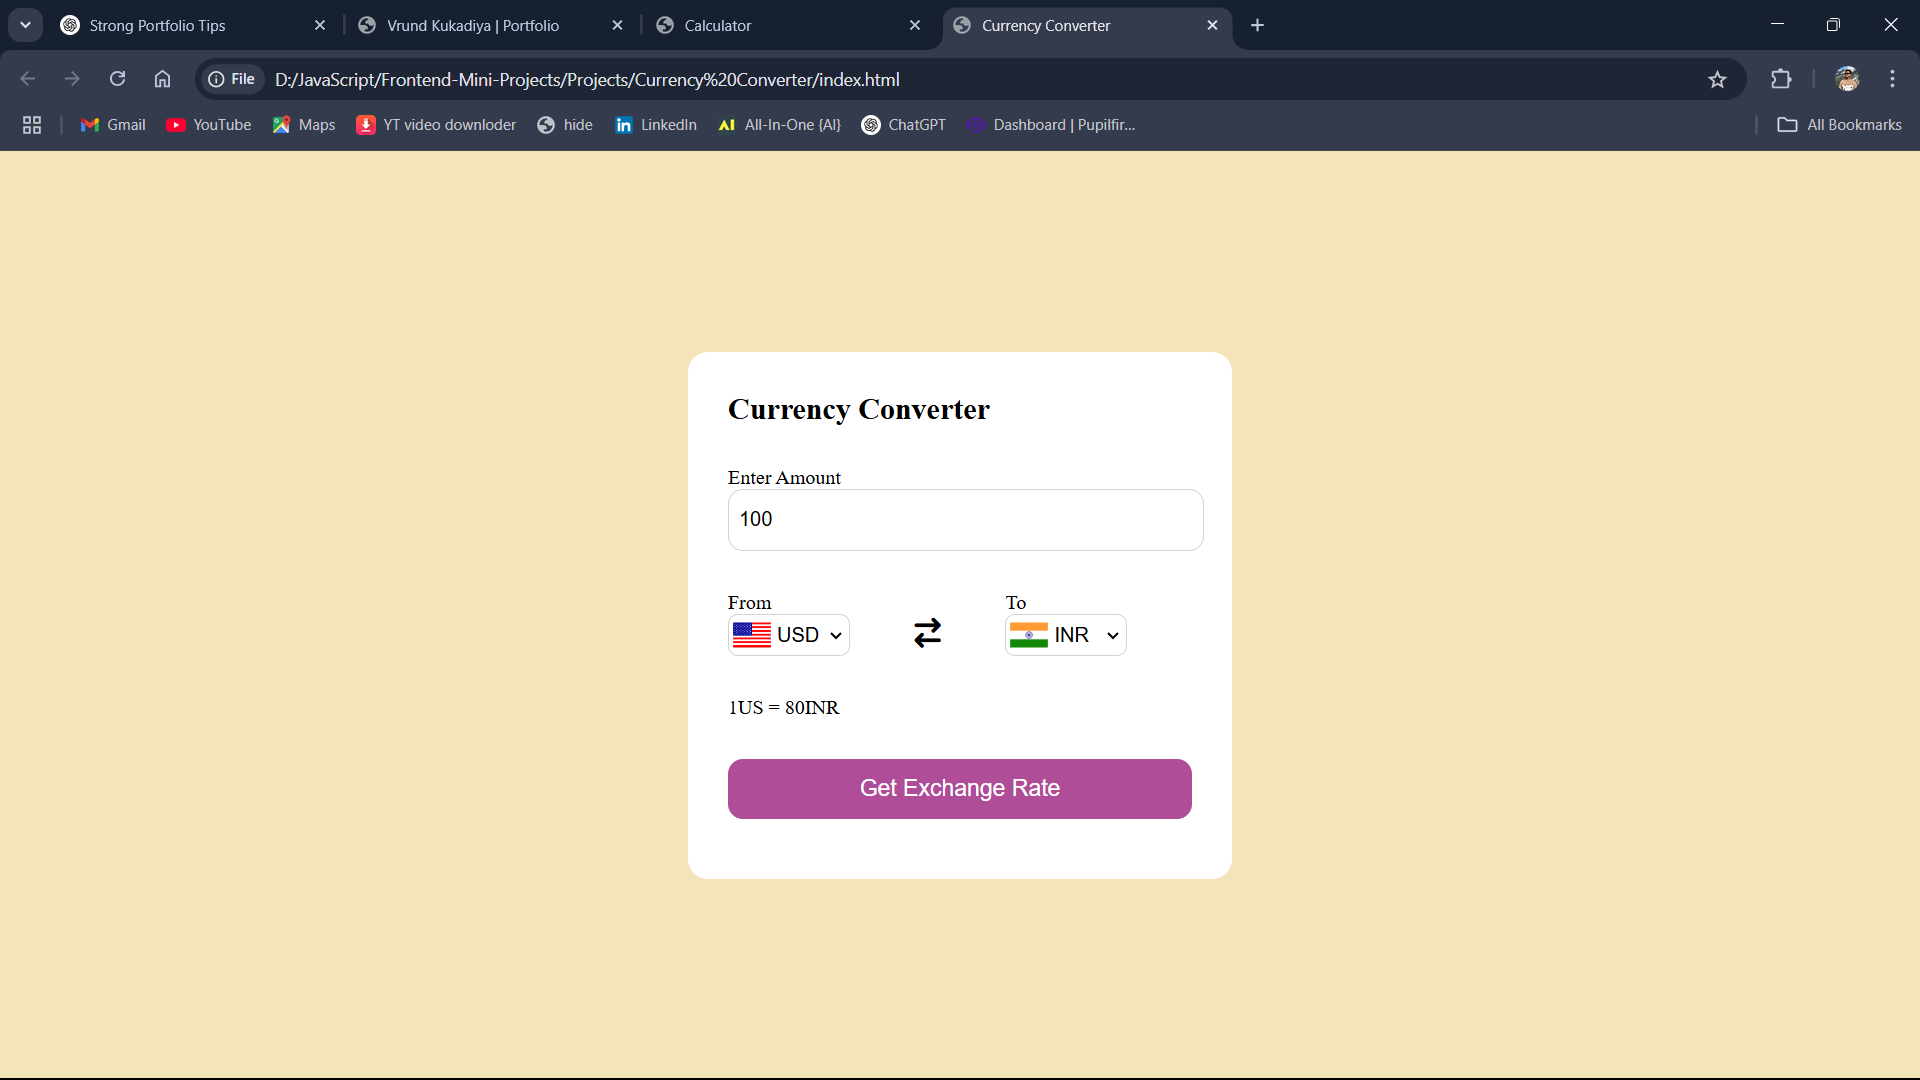 Strong Portfolio Tips
Vrund Kukadiya | Portfolio
Calculator
Currency Converter
File
D:/JavaScript/Frontend-Mini-Projects/Projects/Currency%20Converter/index.html
Gmail
YouTube
Maps
YT video downloder
hide
LinkedIn
All-In-One {AI}
ChatGPT
Dashboard | Pupilfir...
All Bookmarks
Currency Converter
Enter Amount
100
From
To
USD
INR
1US = 80INR
Get Exchange Rate